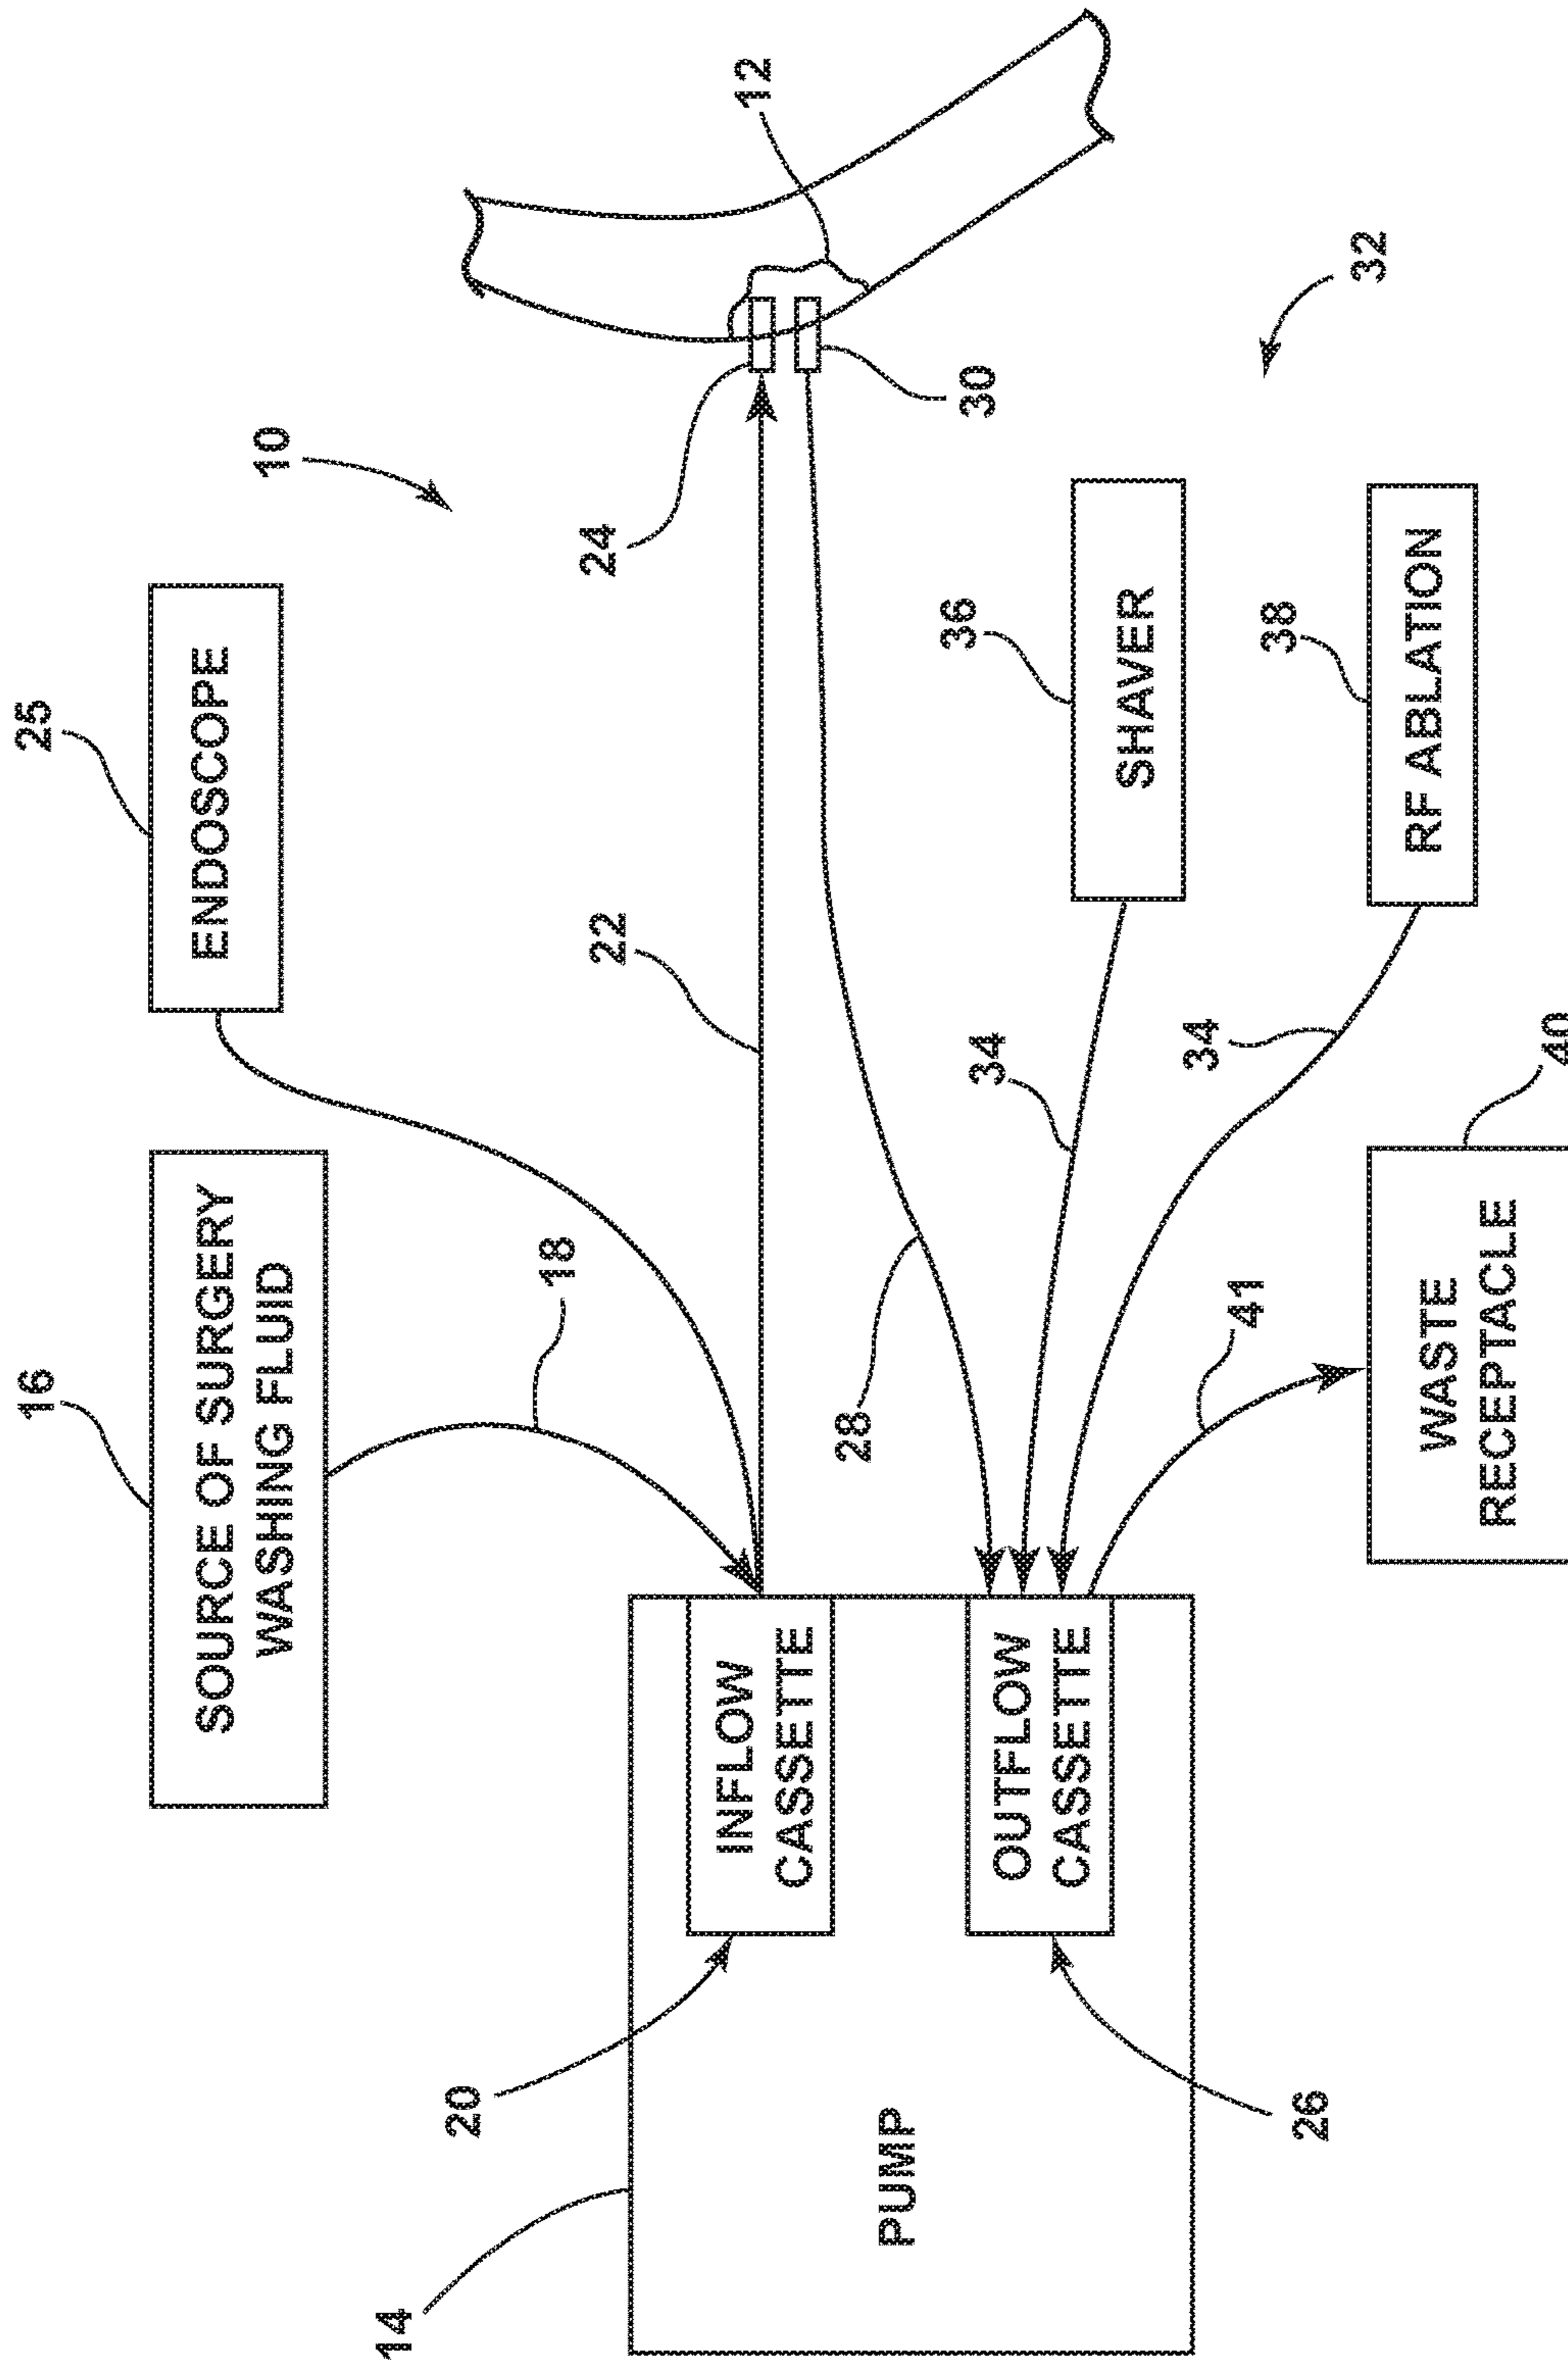 16
25
SOURCE OF SURGERY
WASHING FLUID
ENDOSCOPE
10
14
20
18
22
24
12
INFLOW
CASSETTE
28
PUMP
36
30
34
OUTFLOW
CASSETTE
SHAVER
34
41
38
26
32
RF ABLATION
WASTE
RECEPTACLE
40